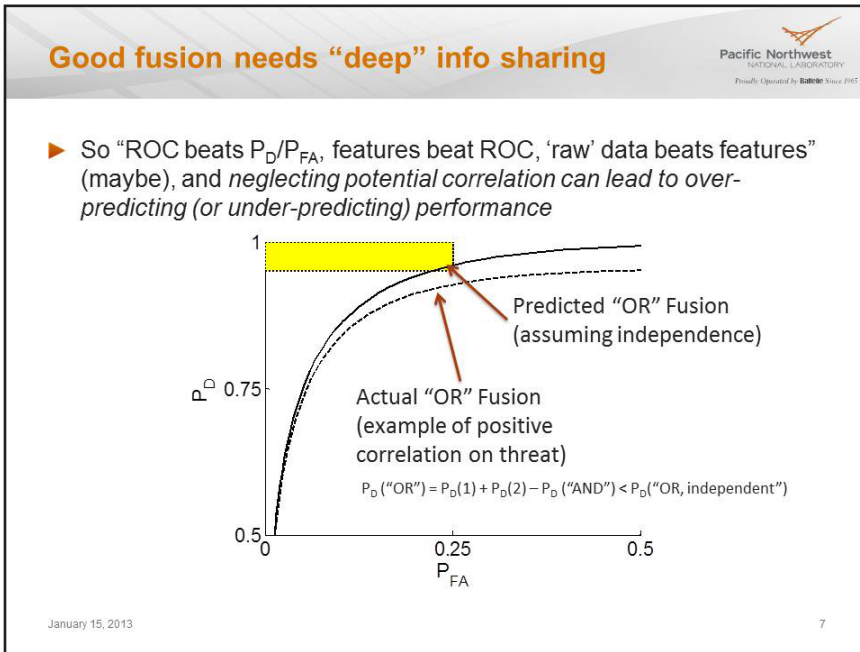 Good fusion needs “deep” info sharing
Pacific Northwest
NATIONAL LABORATORY
Proudly Operated by Battelle Since 1965
So “ROC beats PD/PFA, features beat ROC, ‘raw’ data beats features”
(maybe), and neglecting potential correlation can lead to over-
predicting (or under-predicting) performance
1
Predicted “OR” Fusion
(assuming independence)
PD
0.75
Actual “OR” Fusion
(example of positive
correlation on threat)
PD (“OR”) = PD(1) + PD(2) – PD (“AND”) < PD(“OR, independent”)
0.5
0
0.25
0.5
PFA
January 15, 2013
7